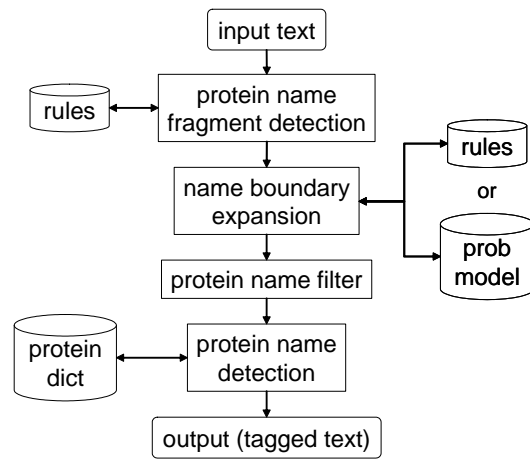 input text
rules
protein name
fragment detection
name boundary
expansion
rules
or
prob
model
protein name filter
protein
dict
protein name
detection
output (tagged text)